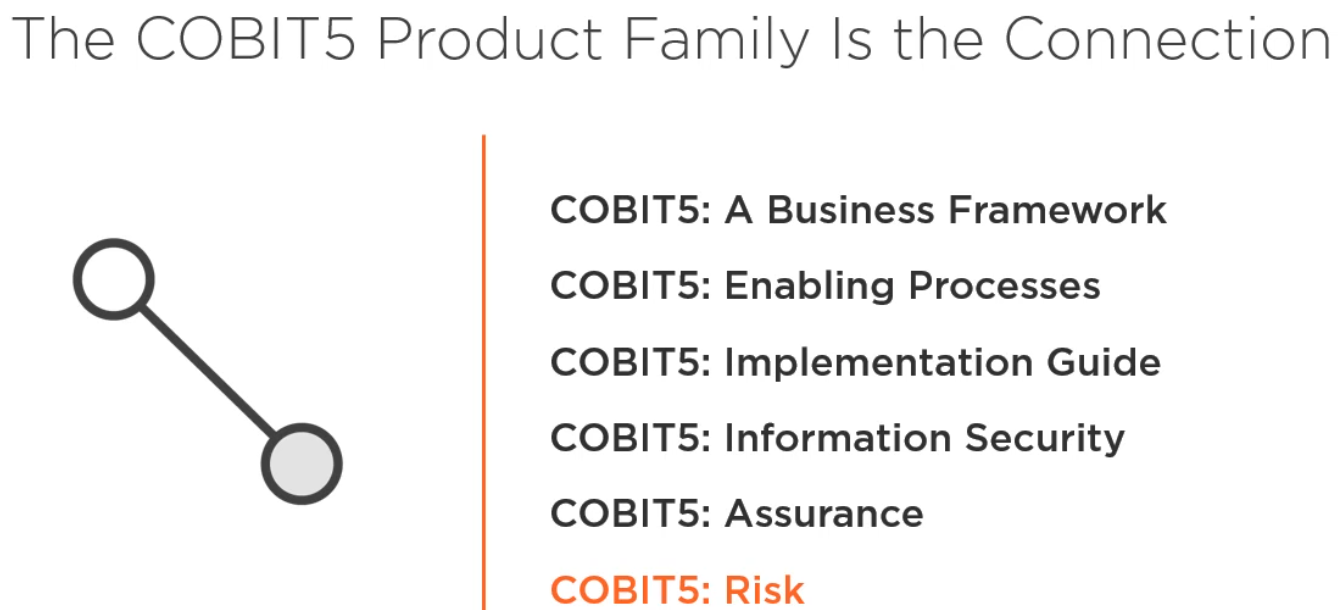 The COBIT5 Product Family Is the Connection
COBIT5: A Business Framework
COBIT5: Enabling Processes
COBIT5: Implementation Guide
COBIT5: Information Security
COBIT5: Assurance
COBIT5: Risk